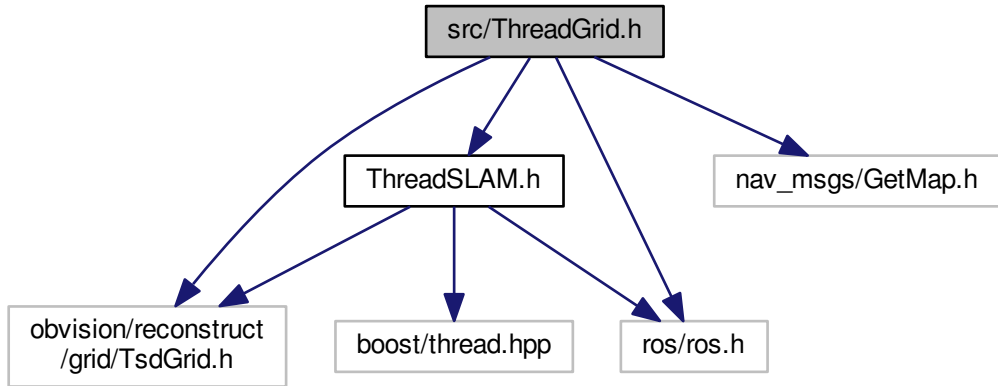 src/ThreadGrid.h
ThreadSLAM.h
nav_msgs/GetMap.h
obvision/reconstruct
/grid/TsdGrid.h
boost/thread.hpp
ros/ros.h